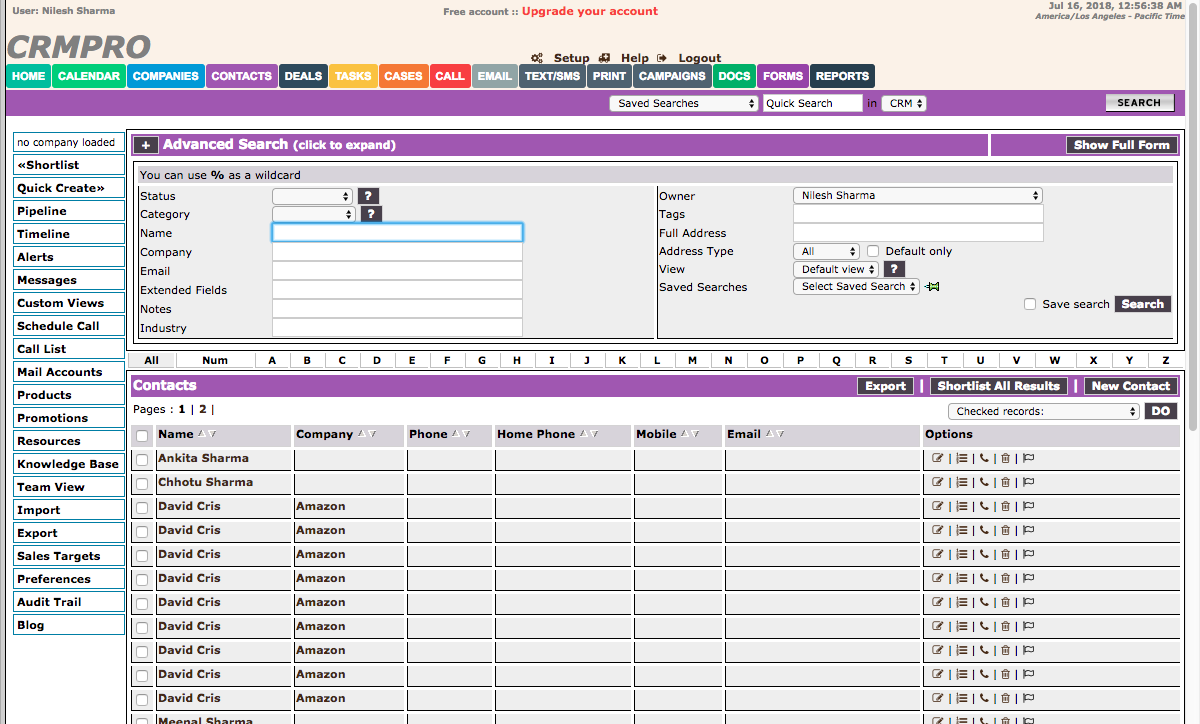 User: Nilesh Sharma
Free account :: Upgrade your account
Jul 16, 2018, 12:56:38 AM
America/Los Angeles - Pacific Time
CRMPRO
Setup Help Logout
HOME CALENDAR COMPANIES CONTACTS DEALS TASKS CASES CALL EMAIL TEXT/SMS PRINT CAMPAIGNS DOCS FORMS REPORTS
Saved Searches Quick Search in CRM SEARCH
no company loaded
«Shortlist
Quick Create»
Pipeline
Timeline
Alerts
Messages
Custom Views
Schedule Call
Call List
Mail Accounts
Products
Promotions
Resources
Knowledge Base
Team View
Import
Export
Sales Targets
Preferences
Audit Trail
Blog
+ Advanced Search (click to expand) Show Full Form
You can use % as a wildcard
Status ?
Category ?
Name
Company
Email
Extended Fields
Notes
Industry
Owner Nilesh Sharma
Tags
Full Address
Address Type All Default only
View Default view ?
Saved Searches Select Saved Search
Save search Search
All Num A B C D E F G H I J K L M N O P Q R S T U V W X Y Z
Contacts Export | Shortlist All Results | New Contact
Pages : 1 | 2 |
Checked records: DO
Name Company Phone Home Phone Mobile Email Options
Ankita Sharma | | | |
Chhotu Sharma | | | |
David Cris Amazon | | | |
David Cris Amazon | | | |
David Cris Amazon | | | |
David Cris Amazon | | | |
David Cris Amazon | | | |
David Cris Amazon | | | |
David Cris Amazon | | | |
David Cris Amazon | | | |
David Cris Amazon | | | |
Meenal Sharma